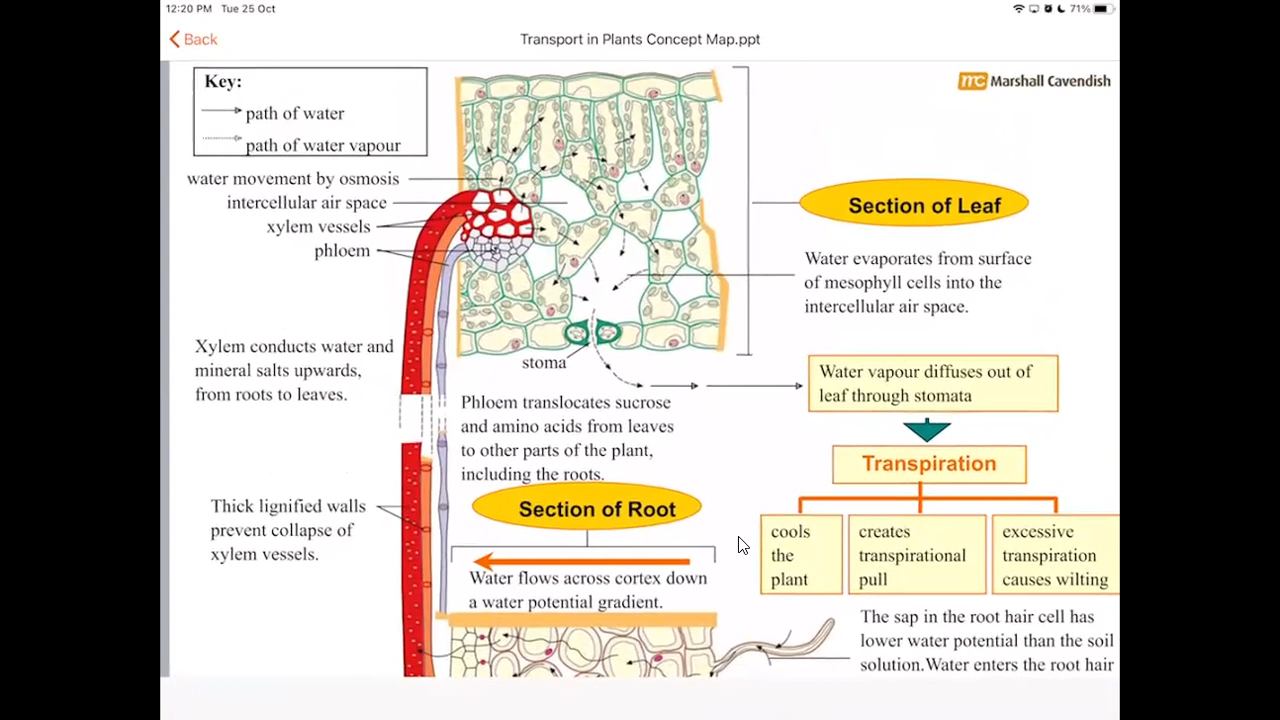 12:20 PM Tue 25 Oct
71%
Back
Transport in Plants Concept Map.ppt
Key:
path of water
path of water vapour
mc Marshall Cavendish
water movement by osmosis
intercellular air space
xylem vessels
phloem
Section of Leaf
Water evaporates from surface
of mesophyll cells into the
intercellular air space.
Xylem conducts water and
mineral salts upwards,
from roots to leaves.
stoma
Water vapour diffuses out of
leaf through stomata
Phloem translocates sucrose
and amino acids from leaves
to other parts of the plant,
including the roots.
Transpiration
cools
the
plant
creates
transpirational
pull
excessive
transpiration
causes wilting
Thick lignified walls
prevent collapse of
xylem vessels.
Section of Root
Water flows across cortex down
a water potential gradient.
The sap in the root hair cell has
lower water potential than the soil
solution.Water enters the root hair